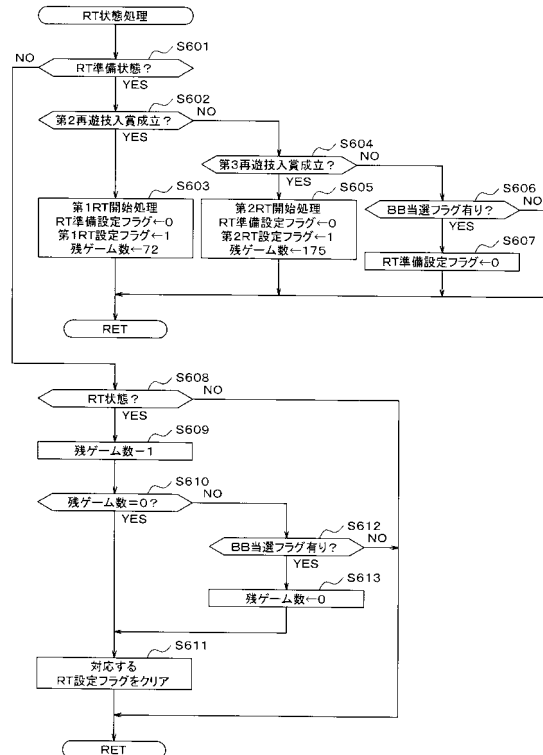 RT状態処理
S601
NO
RT準備状態?
YES
S602
第2再遊技入賞成立?
NO
YES
S604
第3再遊技入賞成立?
NO
YES
S603
第1RT開始処理
RT準備設定フラグ←0
第1RT設定フラグ←1
残ゲーム数←72
S605
第2RT開始処理
RT準備設定フラグ←0
第2RT設定フラグ←1
残ゲーム数←175
S606
BB当選フラグ有り?
NO
YES
S607
RT準備設定フラグ←0
RET
S608
RT状態?
NO
YES
S609
残ゲーム数−1
S610
残ゲーム数=0?
NO
YES
S612
BB当選フラグ有り?
NO
YES
S613
残ゲーム数←0
S611
対応する
RT設定フラグをクリア
RET